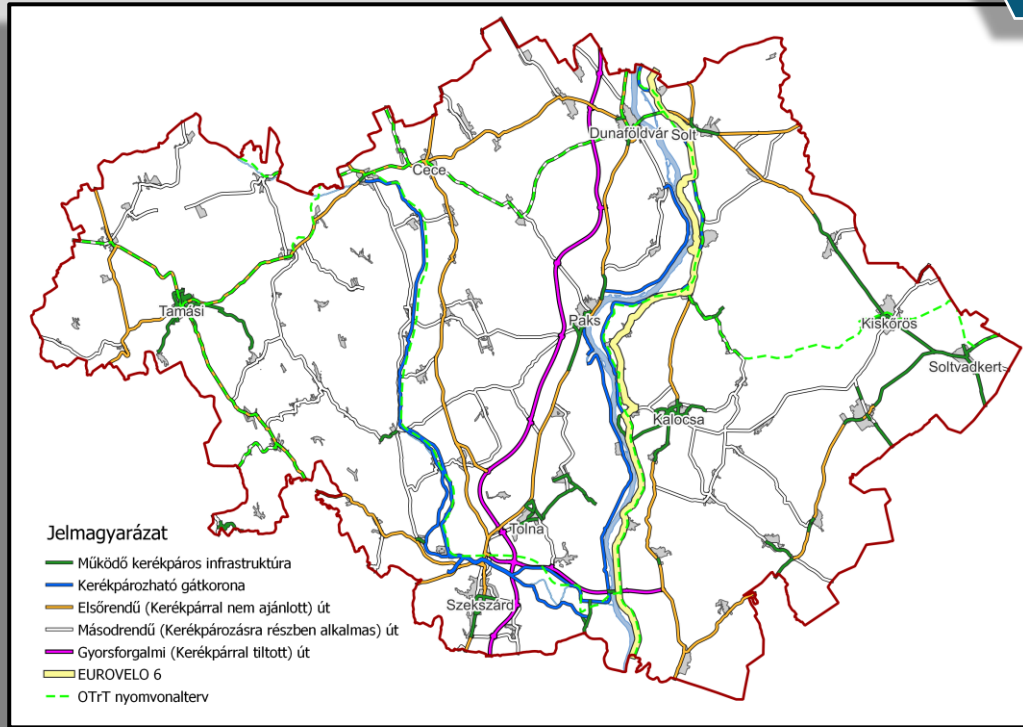 Dunaföldvár
Solt
Cece
Tamási
Paks
Kiskőrös
Soltvadkert
Kalocsa
Tolna
Szekszárd
Jelmagyarázat
Működő kerékpáros infrastruktúra
Kerékpározható gátkorona
Elsőrendű (Kerékpárral nem ajánlott) út
Másodrendű (Kerékpározásra részben alkalmas) út
Gyorsforgalmi (Kerékpárral tiltott) út
EUROVELO 6
OTrT nyomvonalterv